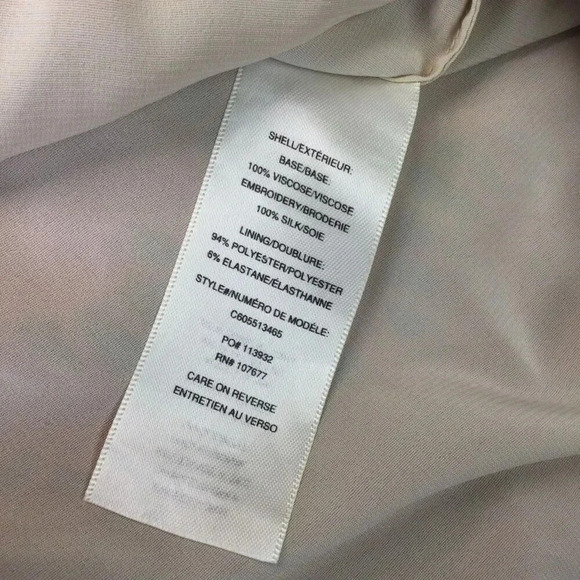 SHELL/EXTÉRIEUR:
BASE/BASE:
100% VISCOSE/VISCOSE
EMBROIDERY/BRODERIE
100% SILK/SOIE
LINING/DOUBLURE:
94% POLYESTER/POLYESTER
6% ELASTANE/ÉLASTHANNE
STYLE#/NUMÉRO DE MODÉLE:
C605513465
PO# 113932
RN# 107677
CARE ON REVERSE
ENTRETIEN AU VERSO